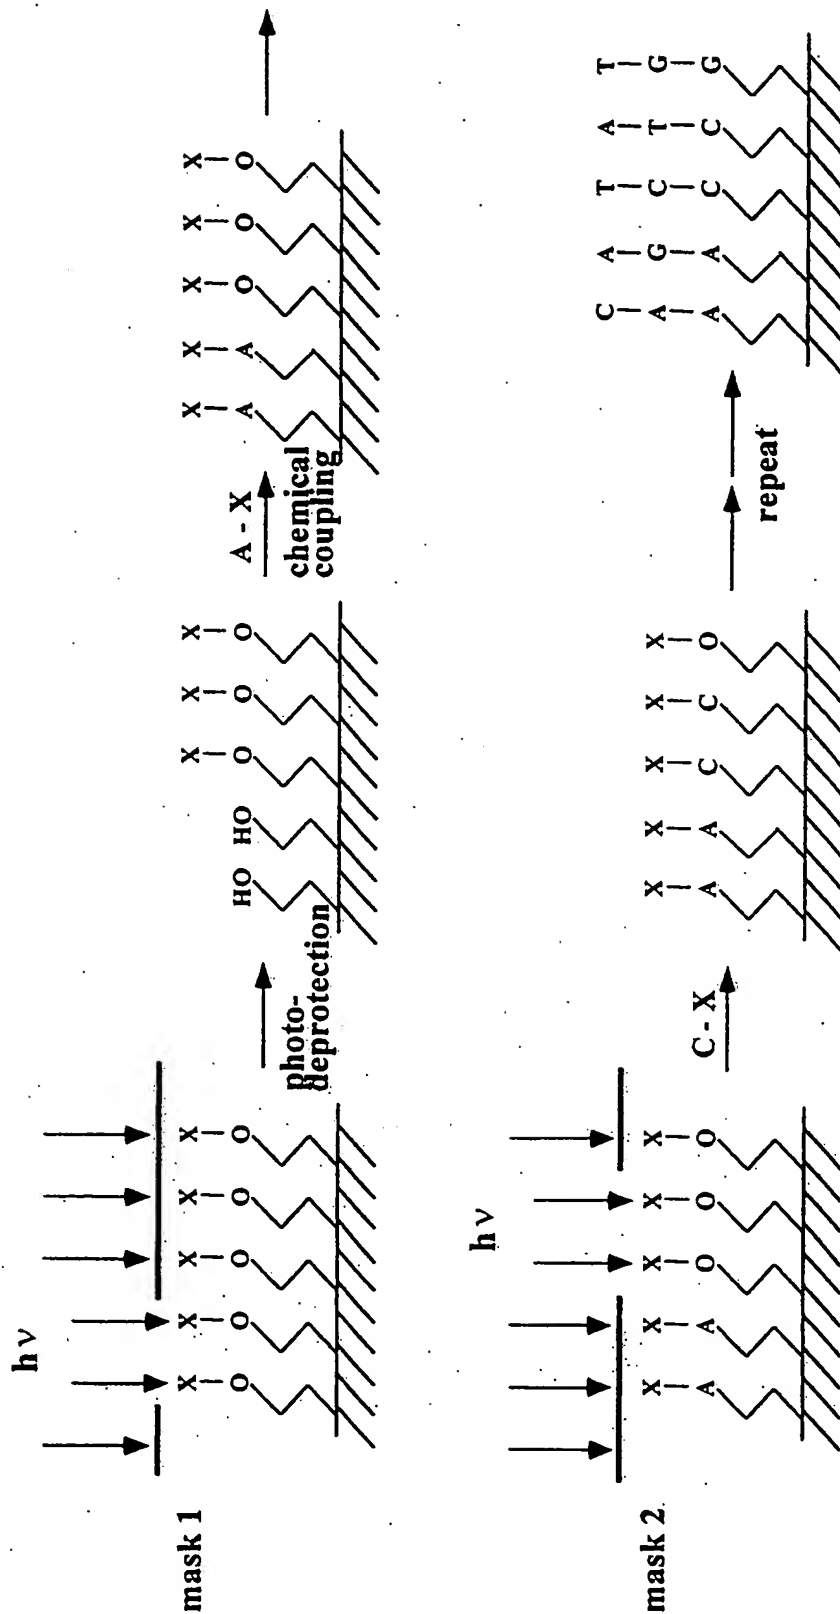 mask 1
hν
X X X X X
O O O O O
photo-
deprotection
X X X
HO HO O O O
A - X
chemical
coupling
X X X X X
A A O O O
mask 2
hν
X X X X X
A A O O O
C - X
X X X X X
A A C C O
repeat
C A T A T
A G C T G
A A C C G